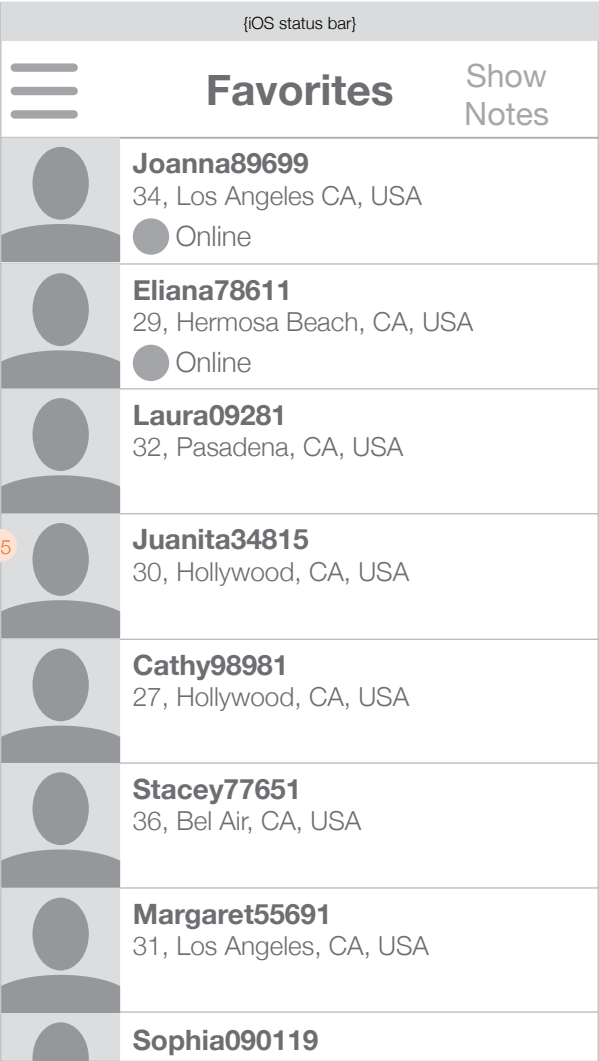 {iOS status bar}
Favorites
Show
Notes
Joanna89699
34, Los Angeles CA, USA
Online
Eliana78611
29, Hermosa Beach, CA, USA
Online
Laura09281
32, Pasadena, CA, USA
5
Juanita34815
30, Hollywood, CA, USA
Cathy98981
27, Hollywood, CA, USA
Stacey77651
36, Bel Air, CA, USA
Margaret55691
31, Los Angeles, CA, USA
Sophia090119